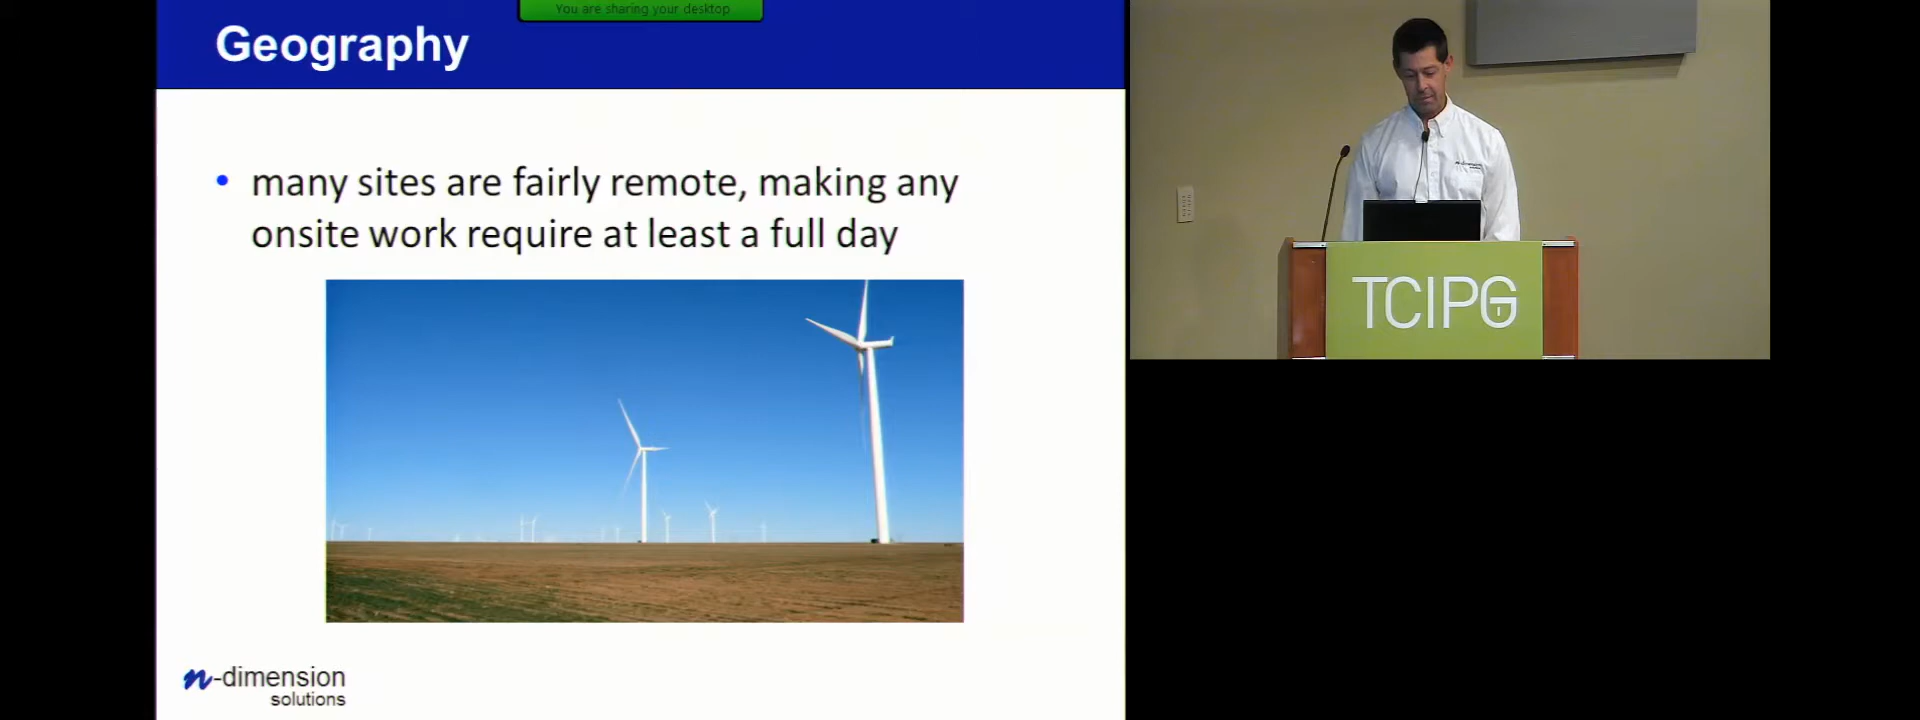 You are sharing your desktop
Geography
• many sites are fairly remote, making any
onsite work require at least a full day
n-dimension
solutions
TCIPG